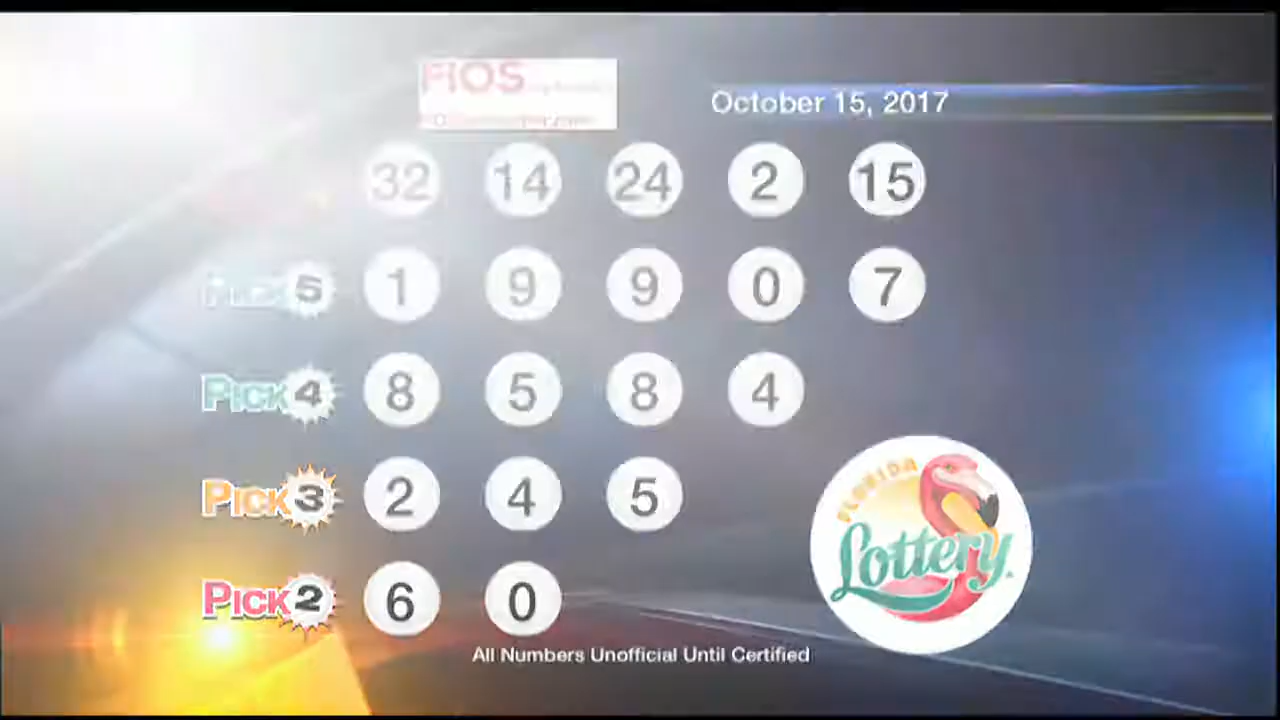 FIOS
October 15, 2017
32 14 24 2 15
PICK 5 1 9 9 0 7
PICK 4 8 5 8 4
PICK 3 2 4 5
PICK 2 6 0
FLORIDA
Lottery.
All Numbers Unofficial Until Certified